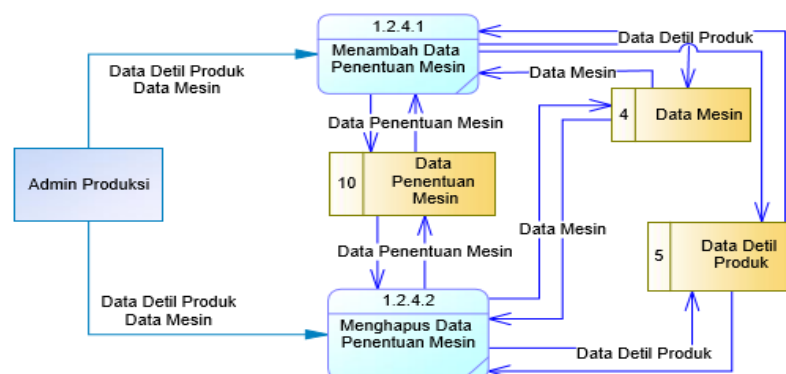 1.2.4.1
Menambah Data
Penentuan Mesin
Data Detil Produk
Data Detil Produk
Data Mesin
Data Mesin
4
Data Mesin
Data Penentuan Mesin
Admin Produksi
10
Data
Penentuan
Mesin
Data Mesin
5
Data Detil
Produk
Data Penentuan Mesin
Data Detil Produk
Data Mesin
1.2.4.2
Menghapus Data
Penentuan Mesin
Data Detil Produk